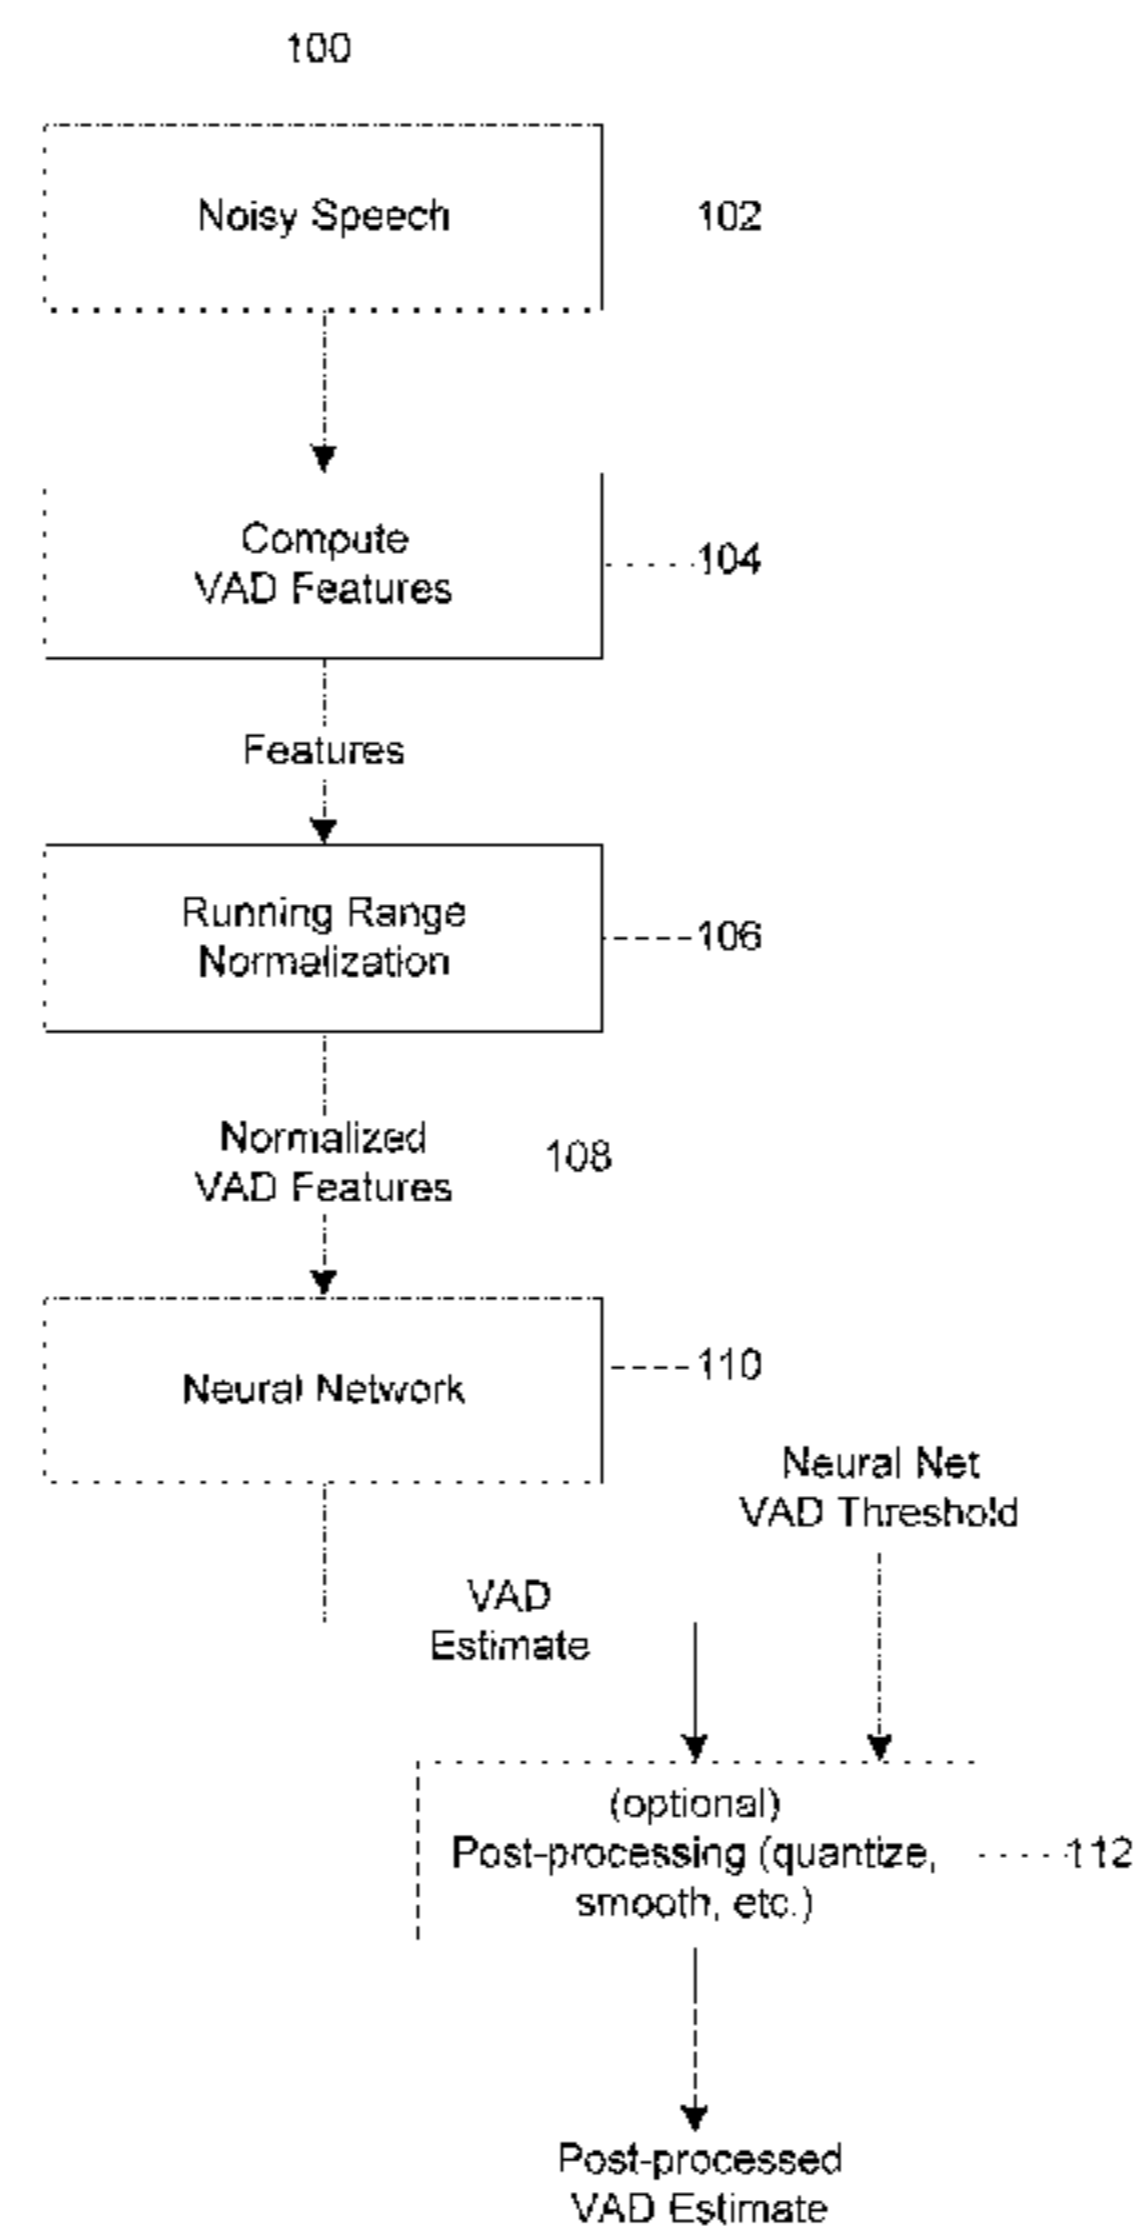 100
Noisy Speech
102
Compute
VAD Features
104
Features
Running Range
Normalization
106
Normalized
VAD Features
108
Neural Network
110
Neural Net
VAD Threshold
VAD
Estimate
(optional)
Post-processing (quantize,
smooth, etc.)
112
Post-processed
VAD Estimate